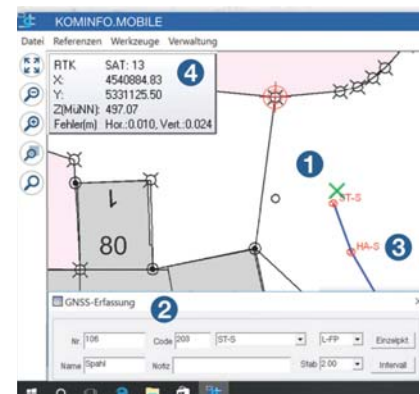 KOMINFO.MOBILE
Datei Referenzen Werkzeuge Verwaltung
RTK SAT: 13 4
X: 4540884.83
Y: 5331125.50
Z(MüNN): 497.07
Fehler(m) Hor.:0.010, Vert.:0.024
1
ST-S
HA-S 3
1
80
GNSS-Erfassung 2
Nr. 106 Code 203 ST-S L-FP Einzelpkt.
Name Spahl Notiz Stab 2.00 Intervall